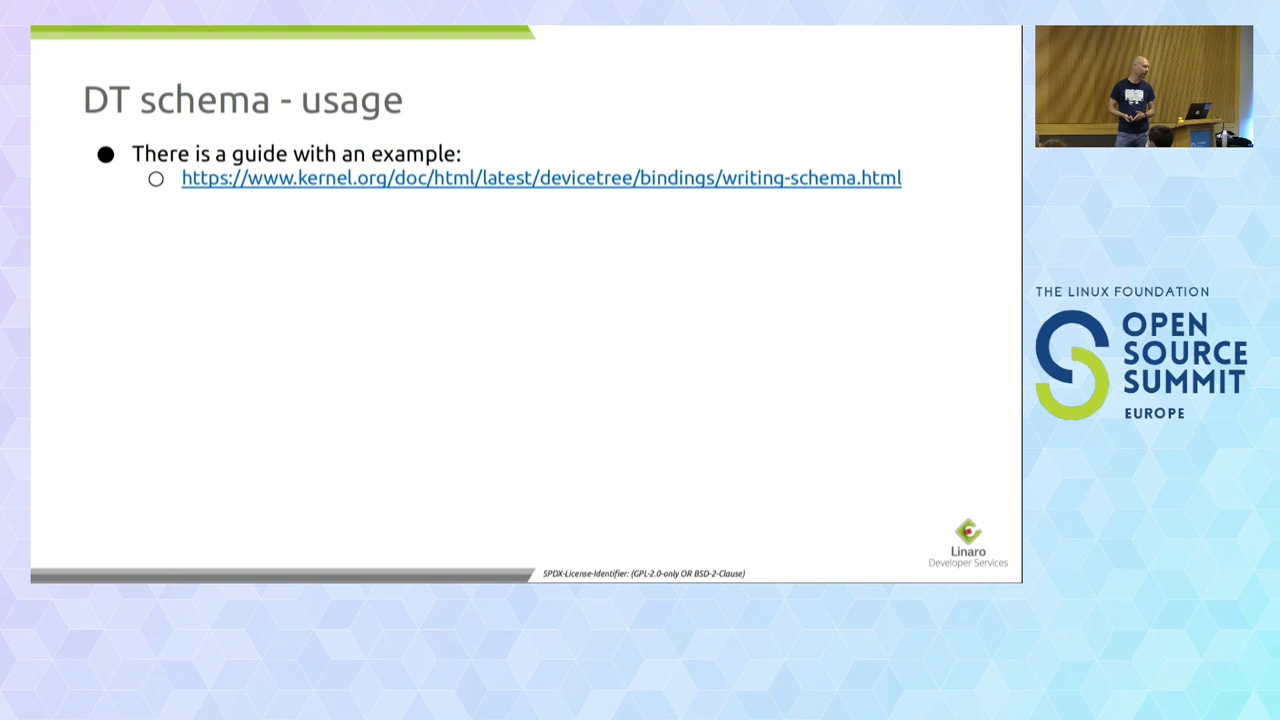 DT schema - usage
There is a guide with an example:
https://www.kernel.org/doc/html/latest/devicetree/bindings/writing-schema.html
Linaro
Developer Services
SPDX-License-Identifier: (GPL-2.0-only OR BSD-2-Clause)
THE LINUX FOUNDATION
OPEN
SOURCE
SUMMIT
EUROPE